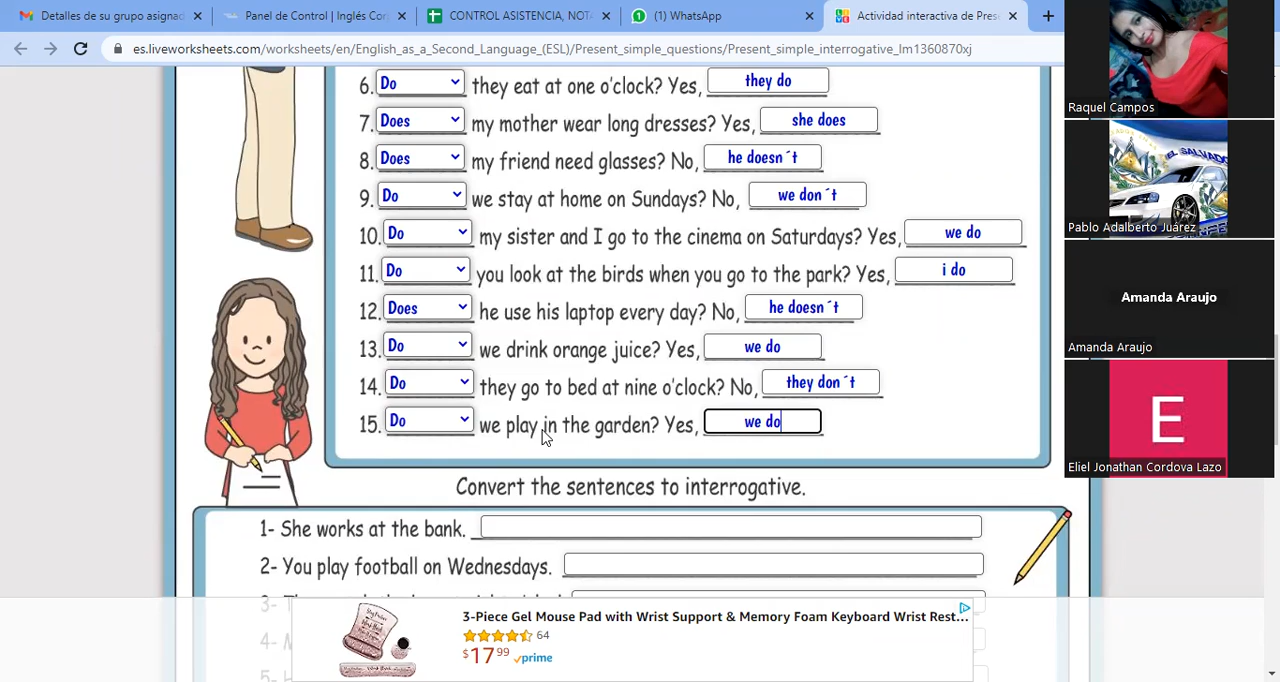 Detalles de su grupo asignad
Panel de Control | Inglés Cor
CONTROL ASISTENCIA, NOTA
(1) WhatsApp
Actividad interactiva de Prese
es.liveworksheets.com/worksheets/en/English_as_a_Second_Language_(ESL)/Present_simple_questions/Present_simple_interrogative_lm1360870xj
6. Do they eat at one o'clock? Yes, they do
7. Does my mother wear long dresses? Yes, she does
8. Does my friend need glasses? No, he doesn´t
9. Do we stay at home on Sundays? No, we don´t
10. Do my sister and I go to the cinema on Saturdays? Yes, we do
11. Do you look at the birds when you go to the park? Yes, i do
12. Does he use his laptop every day? No, he doesn´t
13. Do we drink orange juice? Yes, we do
14. Do they go to bed at nine o'clock? No, they don´t
15. Do we play in the garden? Yes, we do
Convert the sentences to interrogative.
1- She works at the bank.
2- You play football on Wednesdays.
3-
4-
5-
3-Piece Gel Mouse Pad with Wrist Support & Memory Foam Keyboard Wrist Rest...
64
$17.99 prime
Raquel Campos
EL SALVADOR
Pablo Adalberto Juárez
Amanda Araujo
Amanda Araujo
E
Eliel Jonathan Cordova Lazo